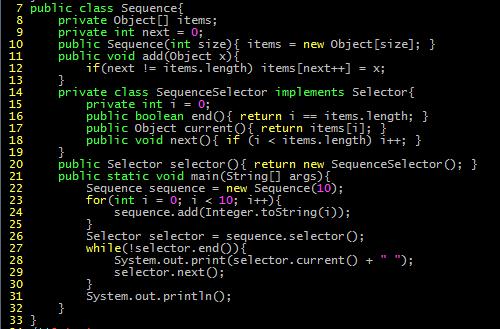 7 public class Sequence{
8     private Object[] items;
9     private int next = 0;
10     public Sequence(int size){ items = new Object[size]; }
11     public void add(Object x){
12         if(next != items.length) items[next++] = x;
13     }
14     private class SequenceSelector implements Selector{
15         private int i = 0;
16         public boolean end(){ return i == items.length; }
17         public Object current(){ return items[i]; }
18         public void next(){ if (i < items.length) i++; }
19     }
20     public Selector selector(){ return new SequenceSelector(); }
21     public static void main(String[] args){
22         Sequence sequence = new Sequence(10);
23         for(int i = 0; i < 10; i++){
24             sequence.add(Integer.toString(i));
25         }
26         Selector selector = sequence.selector();
27         while(!selector.end()){
28             System.out.print(selector.current() + " ");
29             selector.next();
30         }
31         System.out.println();
32     }
33 }